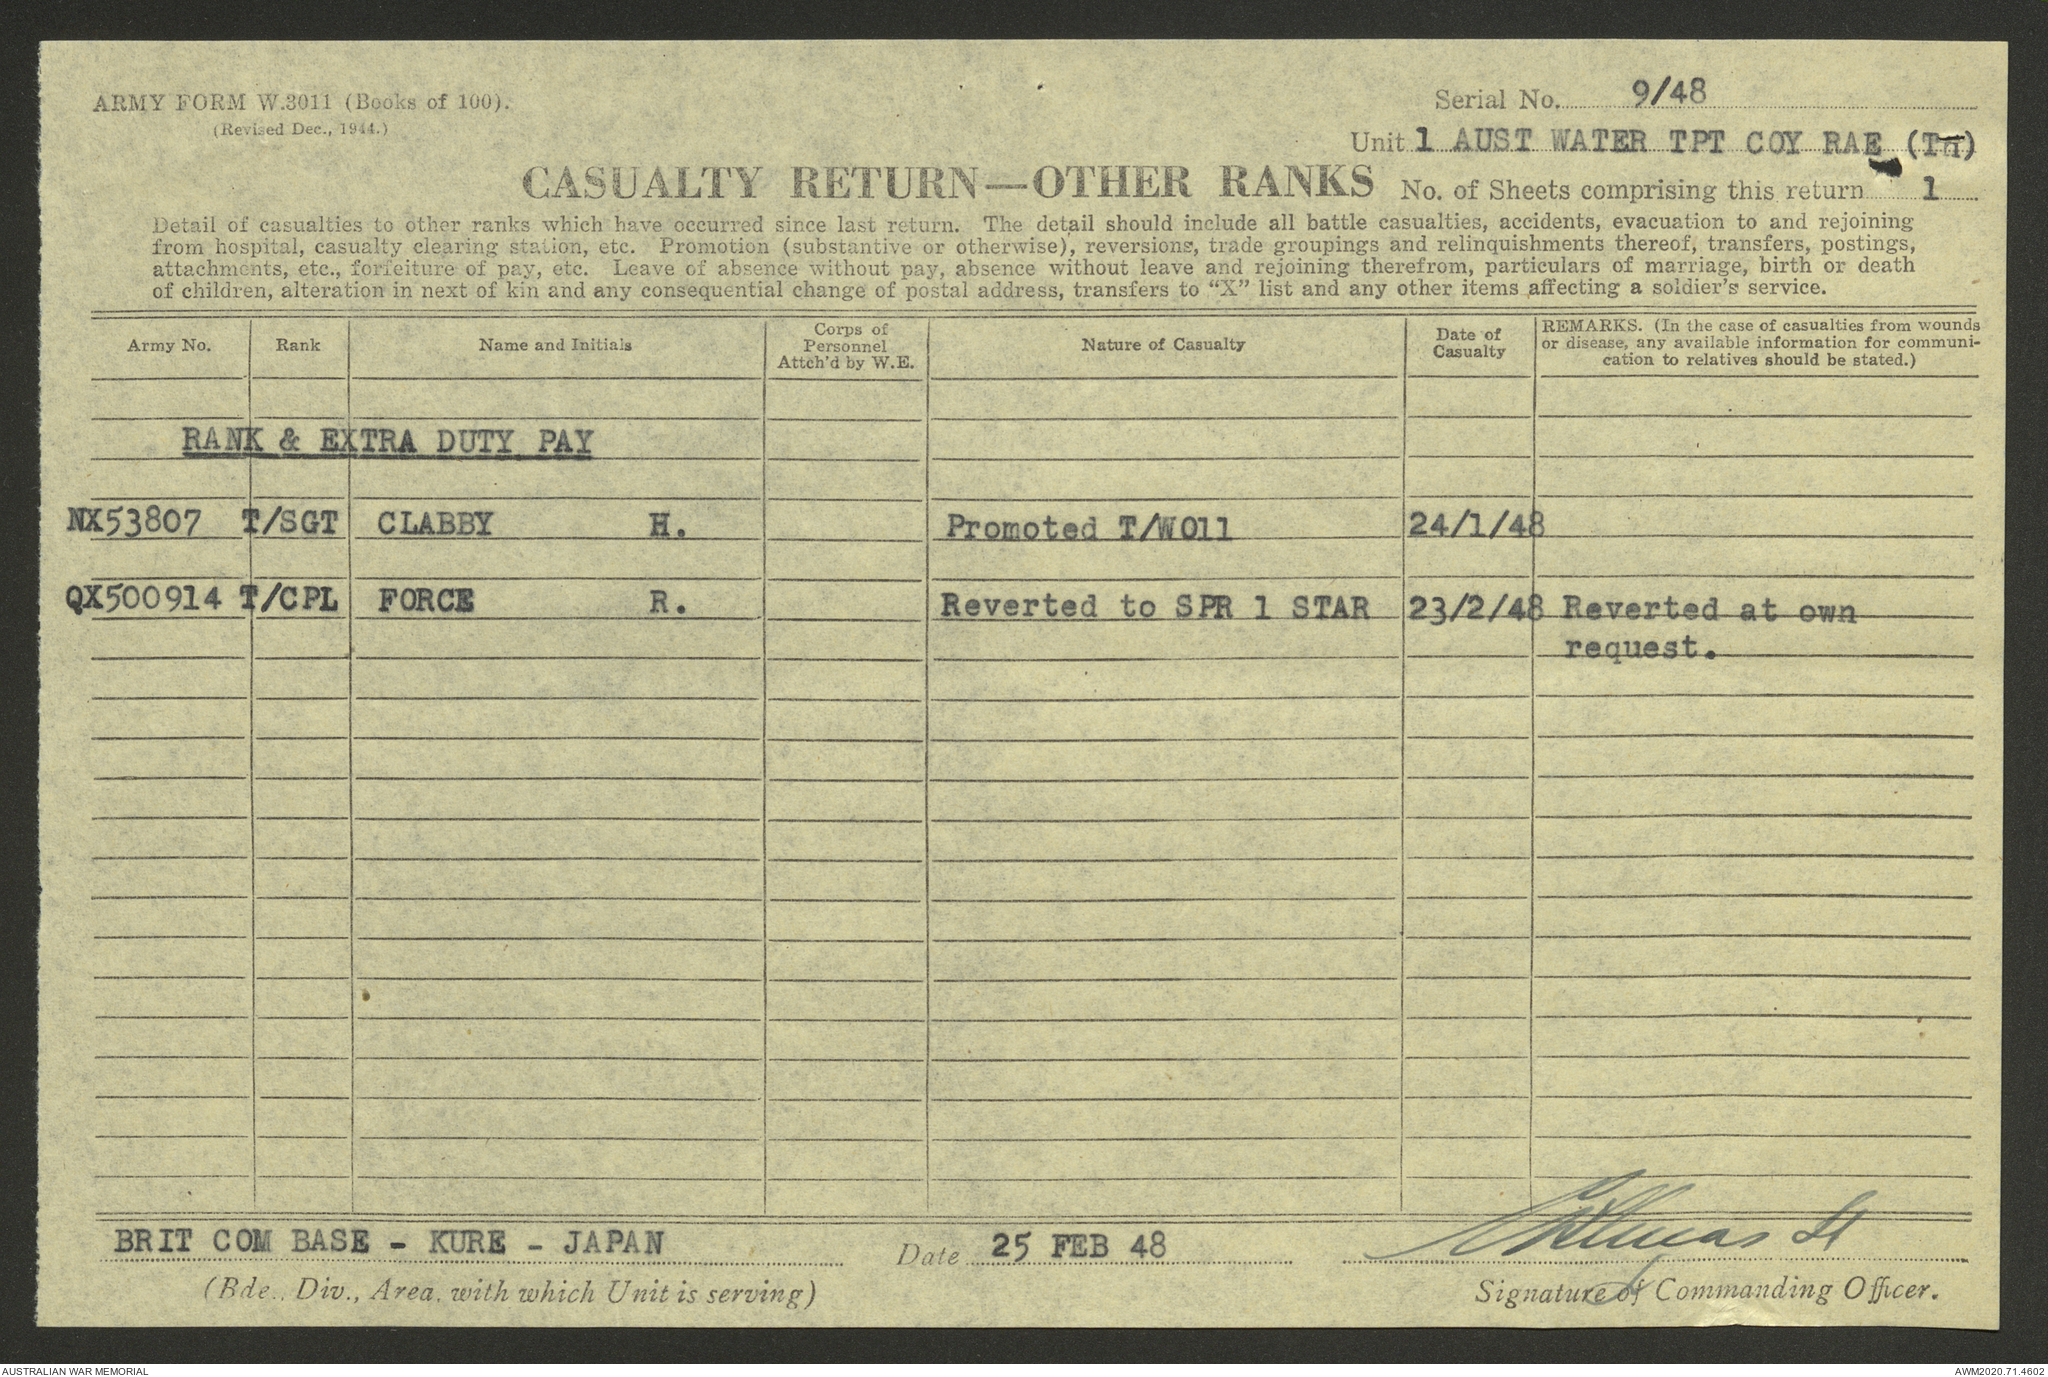 ARMY FORM W.3011 (Books of 100).
(Revised Dec., 1944.)
Serial No. 9/48
Unit 1 AUST WATER TPT COY RAE
CASUALTY RETURN—OTHER RANKS
No. of Sheets comprising this return 1
Detail of casualties to other ranks which have occurred since last return. The detail should include all battle casualties, accidents, evacuation to and rejoining
from hospital, casualty clearing station, etc. Promotion (substantive or otherwise), reversions, trade groupings and relinquishments thereof, transfers, postings,
attachments, etc., forfeiture of pay, etc. Leave of absence without pay, absence without leave and rejoining therefrom, particulars of marriage, birth or death
of children, alteration in next of kin and any consequential change of postal address, transfers to “X” list and any other items affecting a soldier’s service.
Army No. Rank Name and Initials Corps of Personnel Attch'd by W.E. Nature of Casualty Date of Casualty REMARKS. (In the case of casualties from wounds or disease, any available information for communi-cation to relatives should be stated.)
RANK & EXTRA DUTY PAY
NX53807 T/SGT CLABBY H. Promoted T/WO11 24/1/48
QX500914 T/CPL FORCE R. Reverted to SPR 1 STAR 23/2/48 Reverted at own
request.
BRIT COM BASE - KURE - JAPAN
Date 25 FEB 48
(Bde., Div., Area, with which Unit is serving)
Signature of Commanding Officer.
AUSTRALIAN WAR MEMORIAL
AWM2020.71.4602